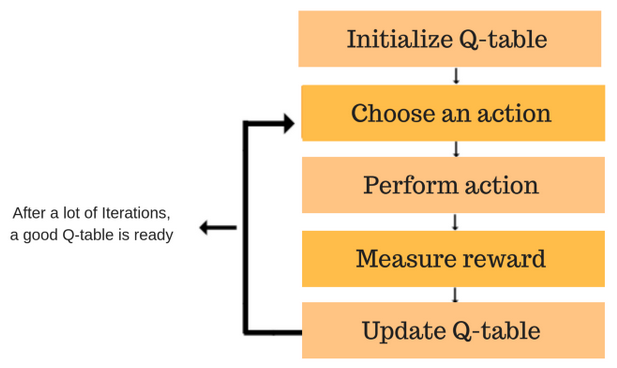 Initialize Q-table
Choose an action
Perform action
After a lot of Iterations,
a good Q-table is ready
Measure reward
Update Q-table